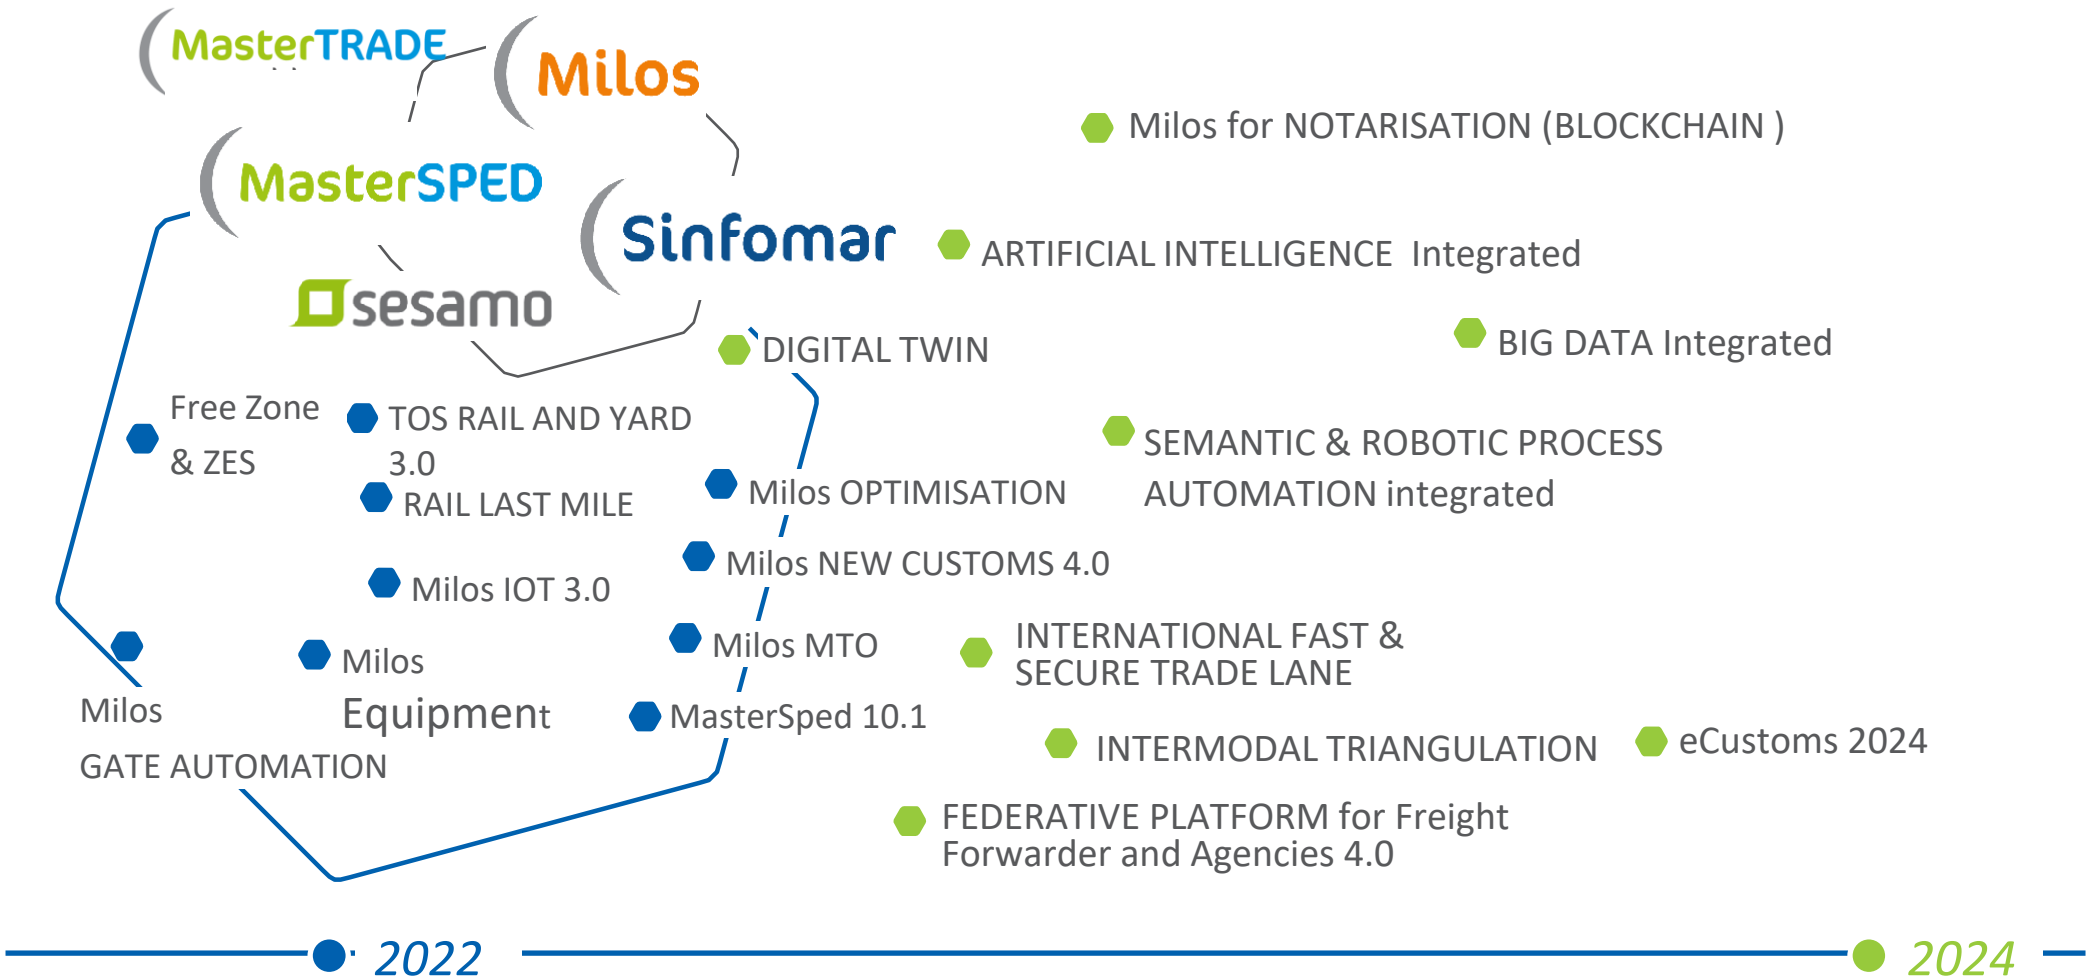 MasterTRADE
Milos
MasterSPED
Sinfomar
sesamo
Milos for NOTARISATION (BLOCKCHAIN )
ARTIFICIAL INTELLIGENCE Integrated
DIGITAL TWIN
BIG DATA Integrated
Free Zone
& ZES
TOS RAIL AND YARD
3.0
RAIL LAST MILE
Milos OPTIMISATION
SEMANTIC & ROBOTIC PROCESS
AUTOMATION integrated
Milos IOT 3.0
Milos NEW CUSTOMS 4.0
Milos
GATE AUTOMATION
Milos
Equipment
Milos MTO
MasterSped 10.1
INTERNATIONAL FAST &
SECURE TRADE LANE
INTERMODAL TRIANGULATION
eCustoms 2024
FEDERATIVE PLATFORM for Freight
Forwarder and Agencies 4.0
2022
2024